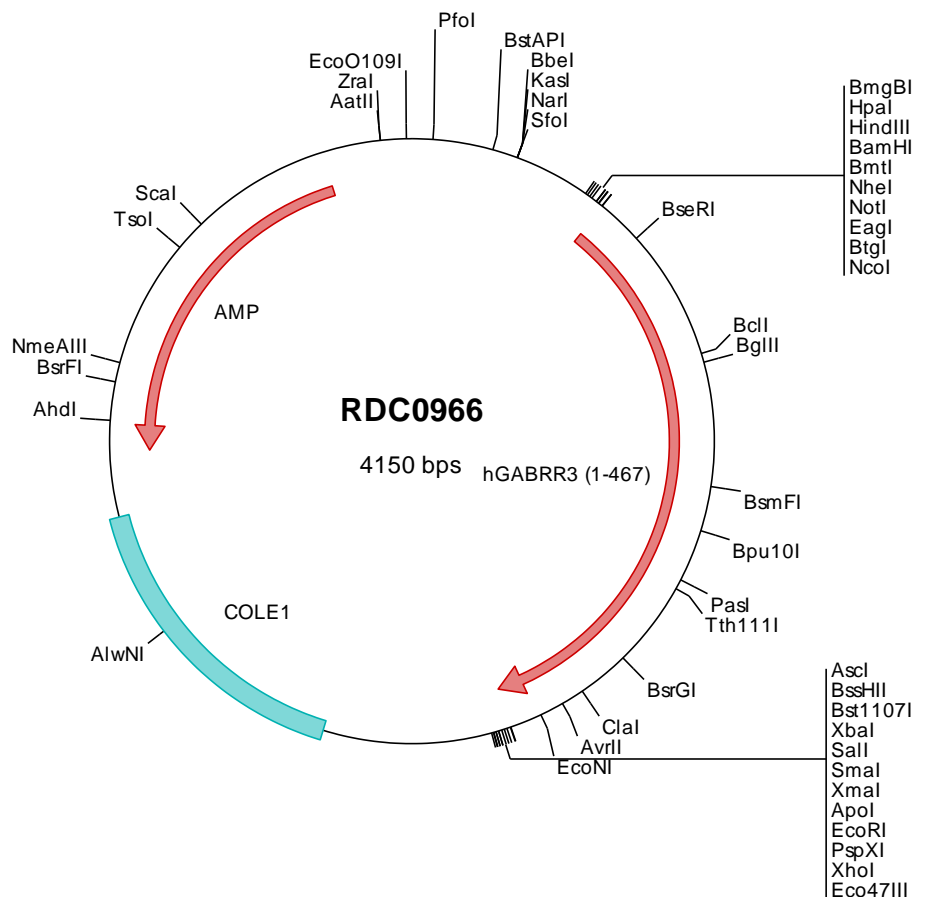 PfoI
BstAPI
EcoO109I
BbeI
ZraI
KasI
AatII
NarI
SfoI
BmgBI
HpaI
HindIII
BamHI
BmtI
NheI
NotI
EagI
BtgI
NcoI
ScaI
TsoI
BseRI
AMP
BclI
BglII
NmeAIII
BsrFI
AhdI
RDC0966
4150 bps
hGABRR3 (1-467)
BsmFI
Bpu10I
PasI
Tth111I
COLE1
AlwNI
BsrGI
ClaI
AvrII
EcoNI
AscI
BssHII
Bst1107I
XbaI
SalI
SmaI
XmaI
ApoI
EcoRI
PspXI
XhoI
Eco47III